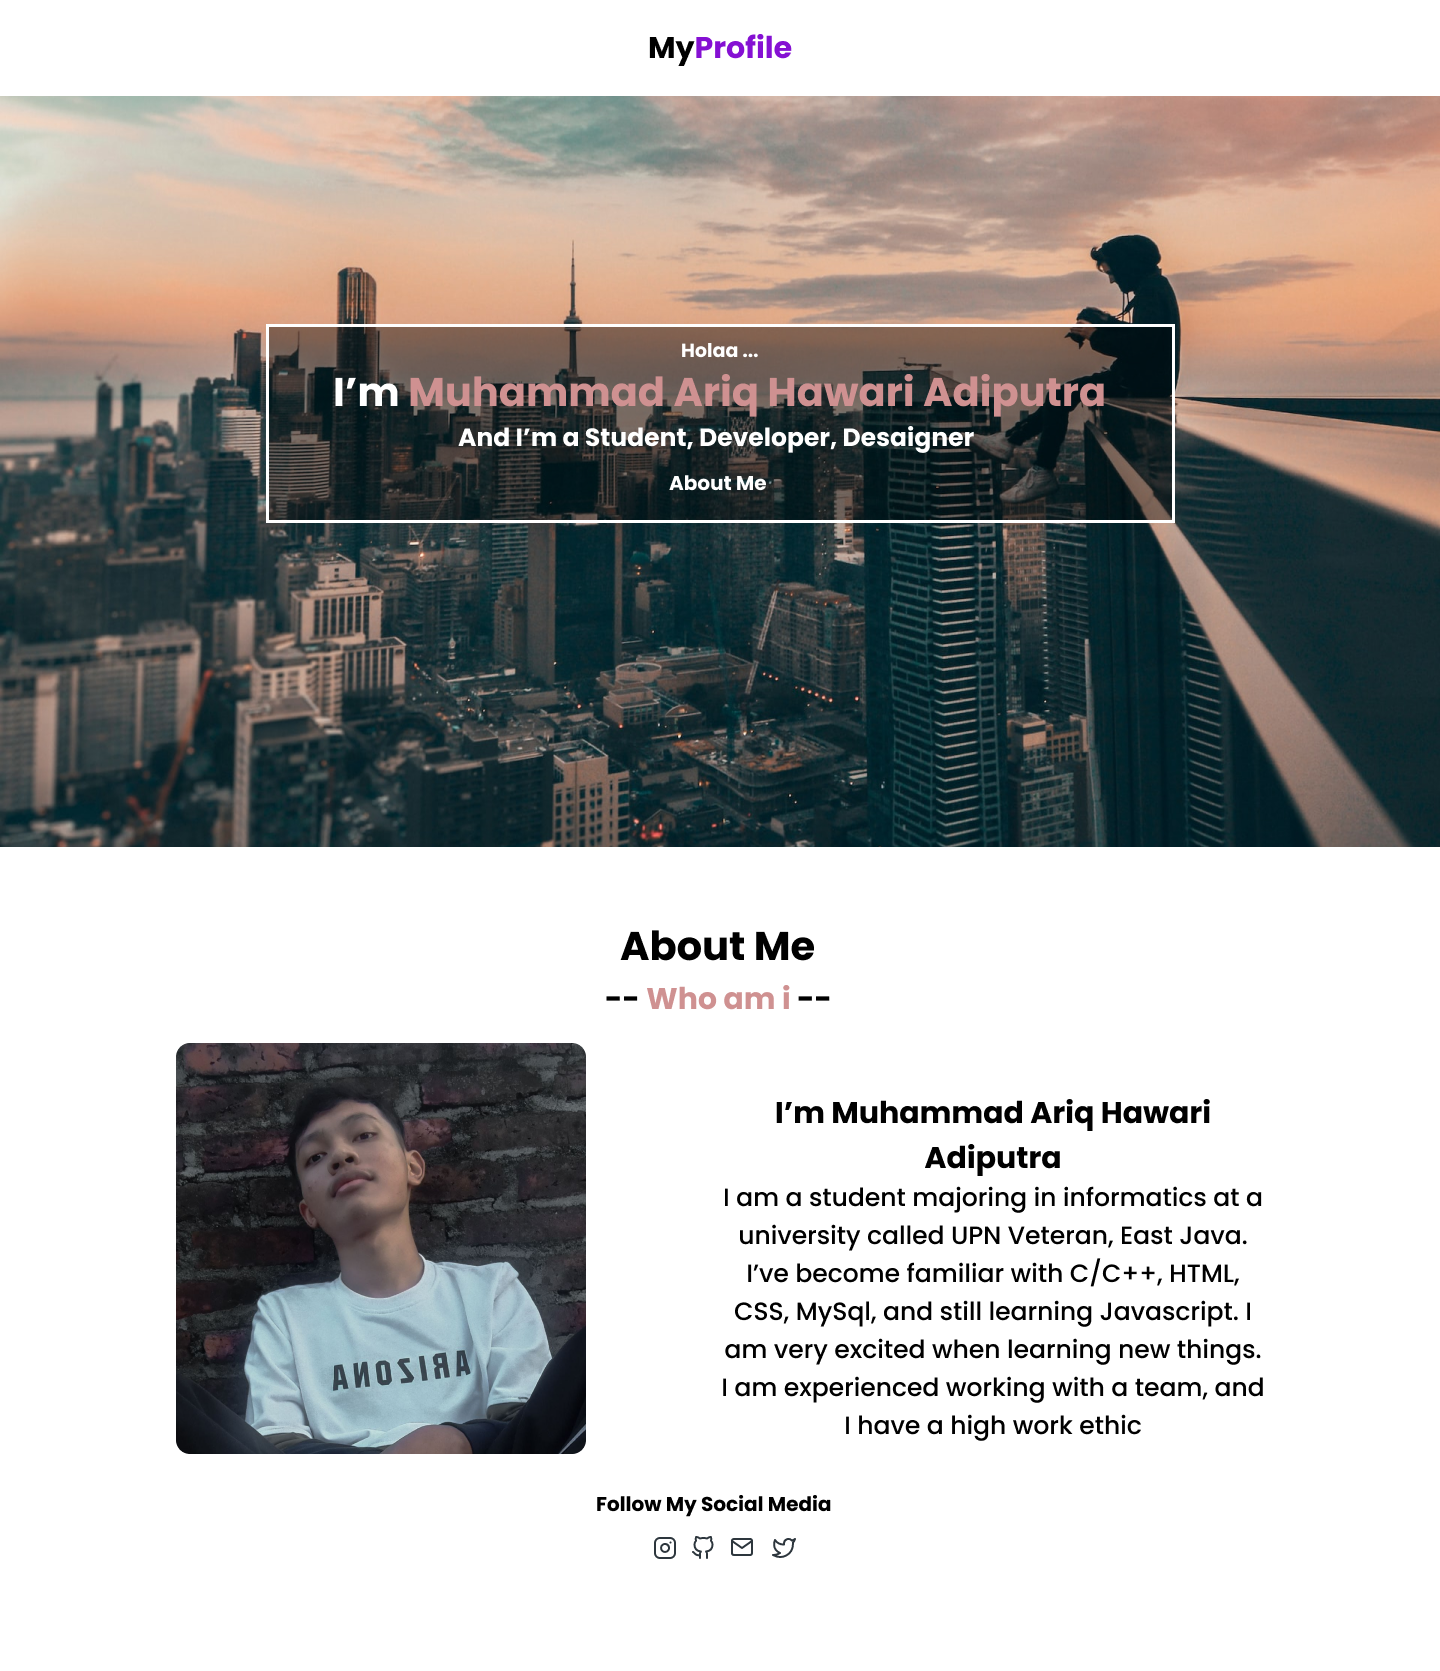 MyProfile
Holaa ...
I’m Muhammad Ariq Hawari Adiputra
And I’m a Student, Developer, Desaigner
About Me
About Me
-- Who am i --
I’m Muhammad Ariq Hawari
Adiputra
I am a student majoring in informatics at a
university called UPN Veteran, East Java.
I’ve become familiar with C/C++, HTML,
CSS, MySql, and still learning Javascript. I
am very excited when learning new things.
I am experienced working with a team, and
I have a high work ethic
ARIZONA
Follow My Social Media